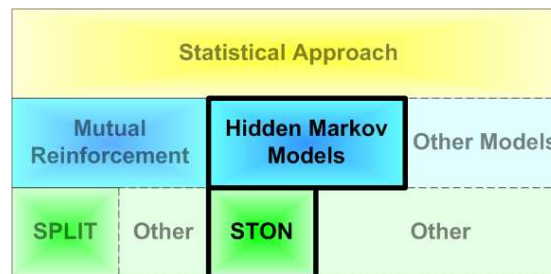 Statistical Approach
Mutual
Reinforcement
Hidden Markov
Models
Other Models
SPLIT
Other
STON
Other